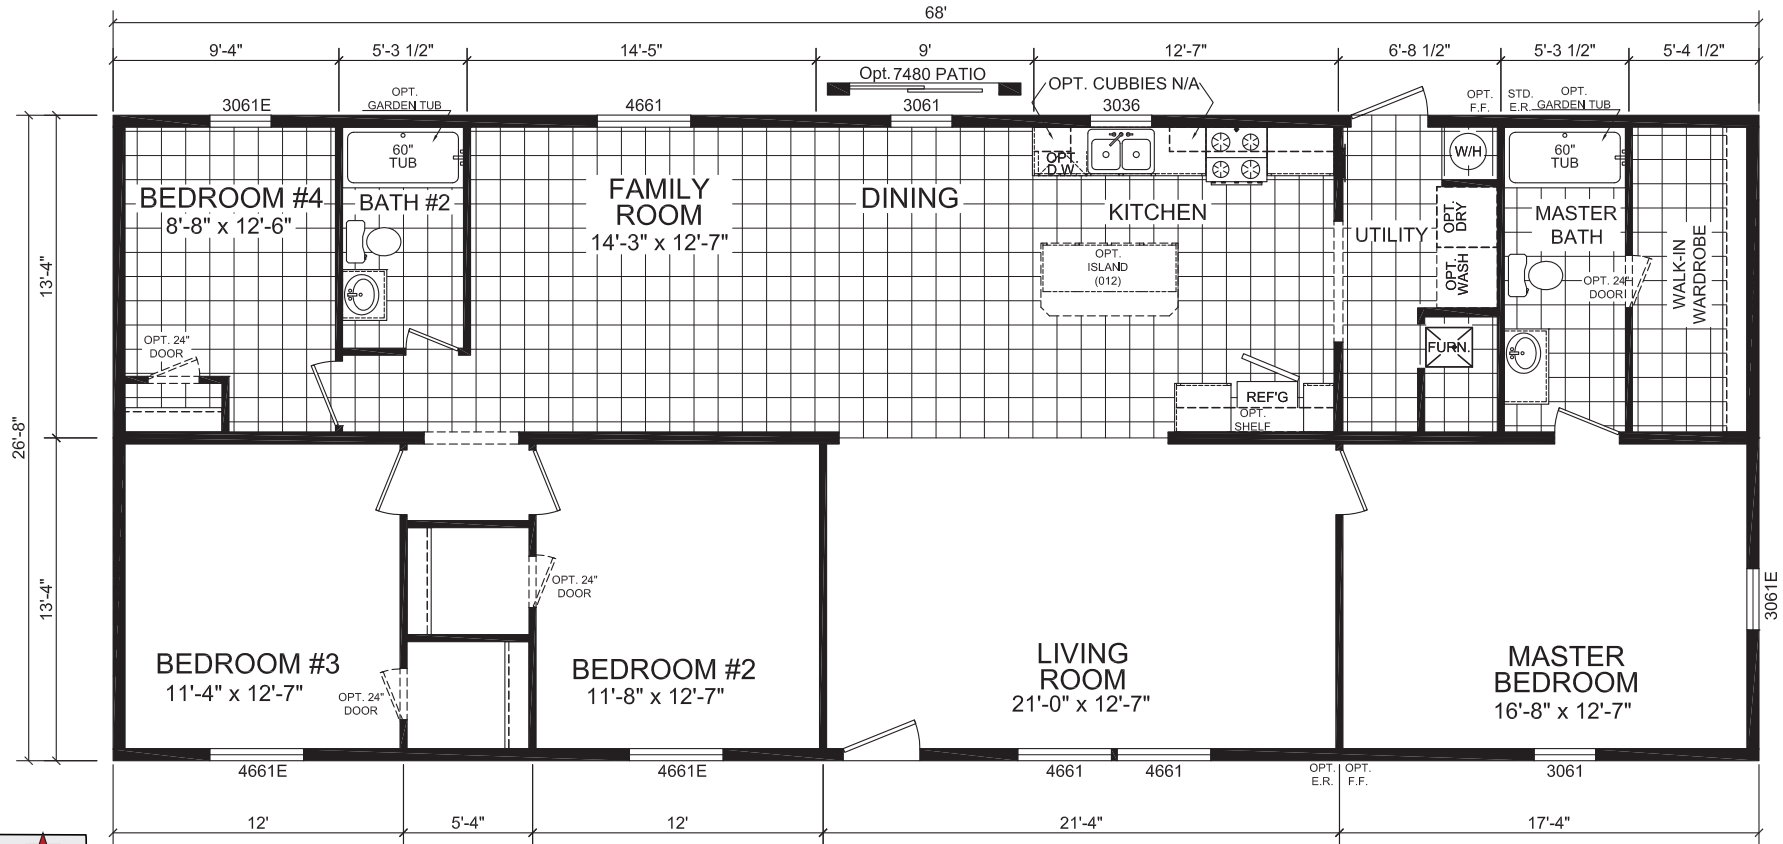 68'
9'-4"
5'-3 1/2"
14'-5"
9'
12'-7"
6'-8 1/2"
5'-3 1/2"
5'-4 1/2"
Opt. 7480 PATIO
OPT. CUBBIES N/A
3061E
OPT.
GARDEN TUB
4661
3061
3036
OPT.
F.F.
STD.
E.R.
OPT.
GARDEN TUB
60"
TUB
OPT.
D.W.
W/H
60"
TUB
BEDROOM #4
8'-8" x 12'-6"
BATH #2
FAMILY
ROOM
14'-3" x 12'-7"
DINING
KITCHEN
UTILITY
OPT.
DRY
OPT.
WASH
MASTER
BATH
WALK-IN
WARDROBE
OPT.
ISLAND
(012)
OPT. 24"
DOOR
13'-4"
OPT. 24"
DOOR
FURN.
REF'G
OPT.
SHELF
26'-8"
13'-4"
OPT. 24"
DOOR
3061E
BEDROOM #3
11'-4" x 12'-7"
OPT. 24"
DOOR
BEDROOM #2
11'-8" x 12'-7"
LIVING
ROOM
21'-0" x 12'-7"
MASTER
BEDROOM
16'-8" x 12'-7"
4661E
4661E
4661
4661
OPT.
E.R.
OPT.
F.F.
3061
12'
5'-4"
12'
21'-4"
17'-4"